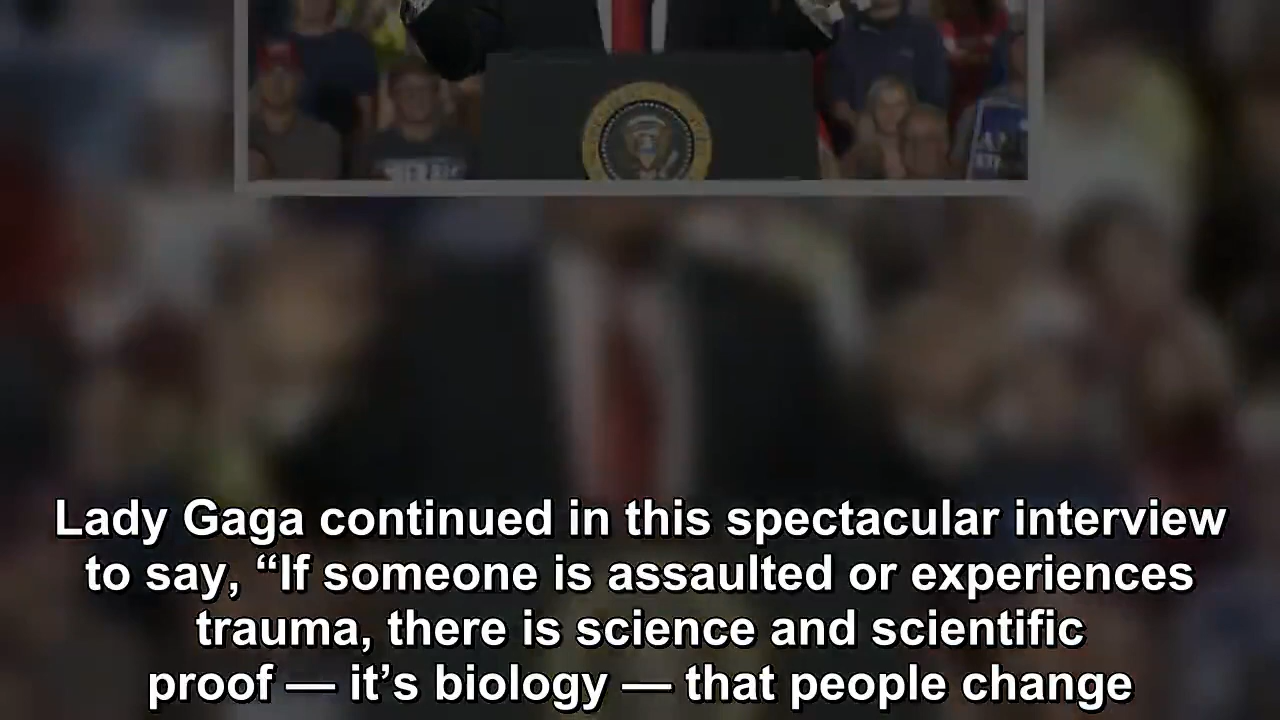 Lady Gaga continued in this spectacular interview
to say, “If someone is assaulted or experiences
trauma, there is science and scientific
proof — it’s biology — that people change